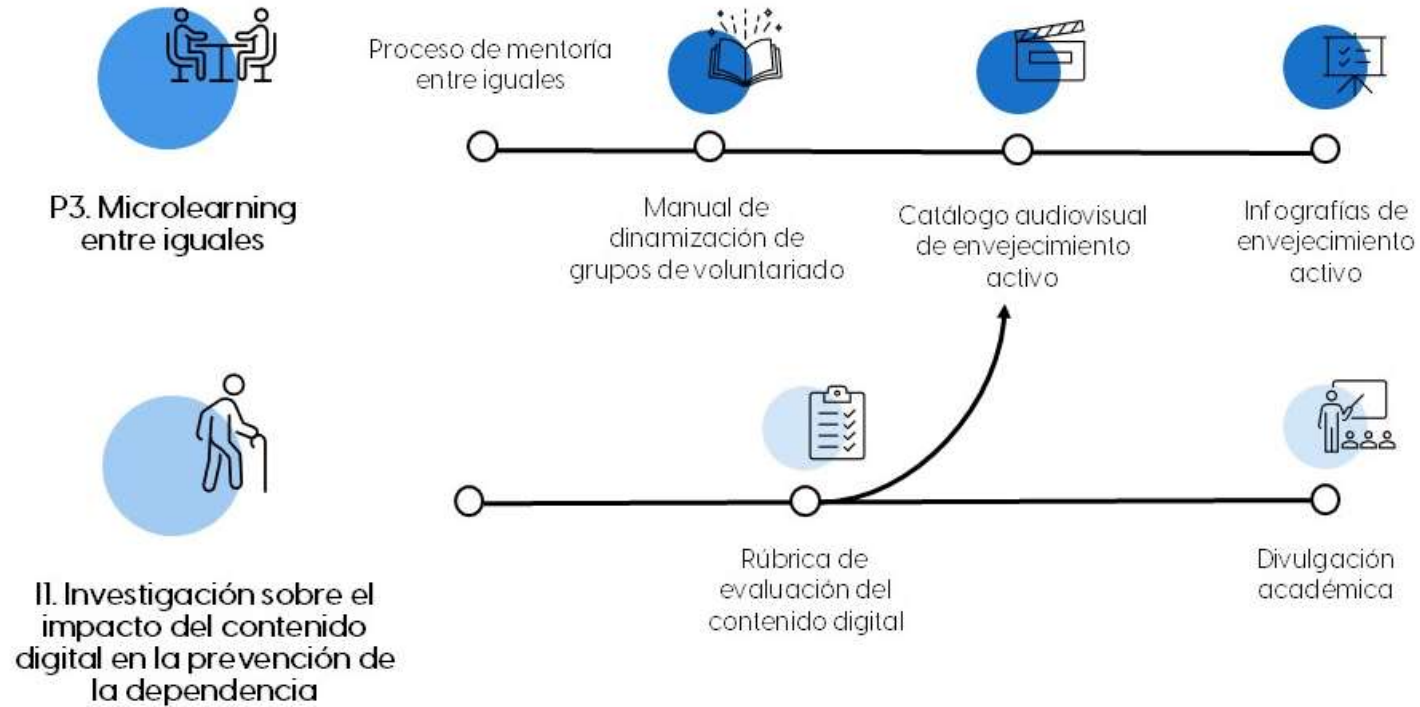 Proceso de mentoría
entre iguales
P3. Microlearning
entre iguales
Manual de
dinamización de
grupos de voluntariado
Catálogo audiovisual
de envejecimiento
activo
Infografías de
envejecimiento
activo
I1. Investigación sobre el
impacto del contenido
digital en la prevención de
la dependencia
Rúbrica de
evaluación del
contenido digital
Divulgación
académica